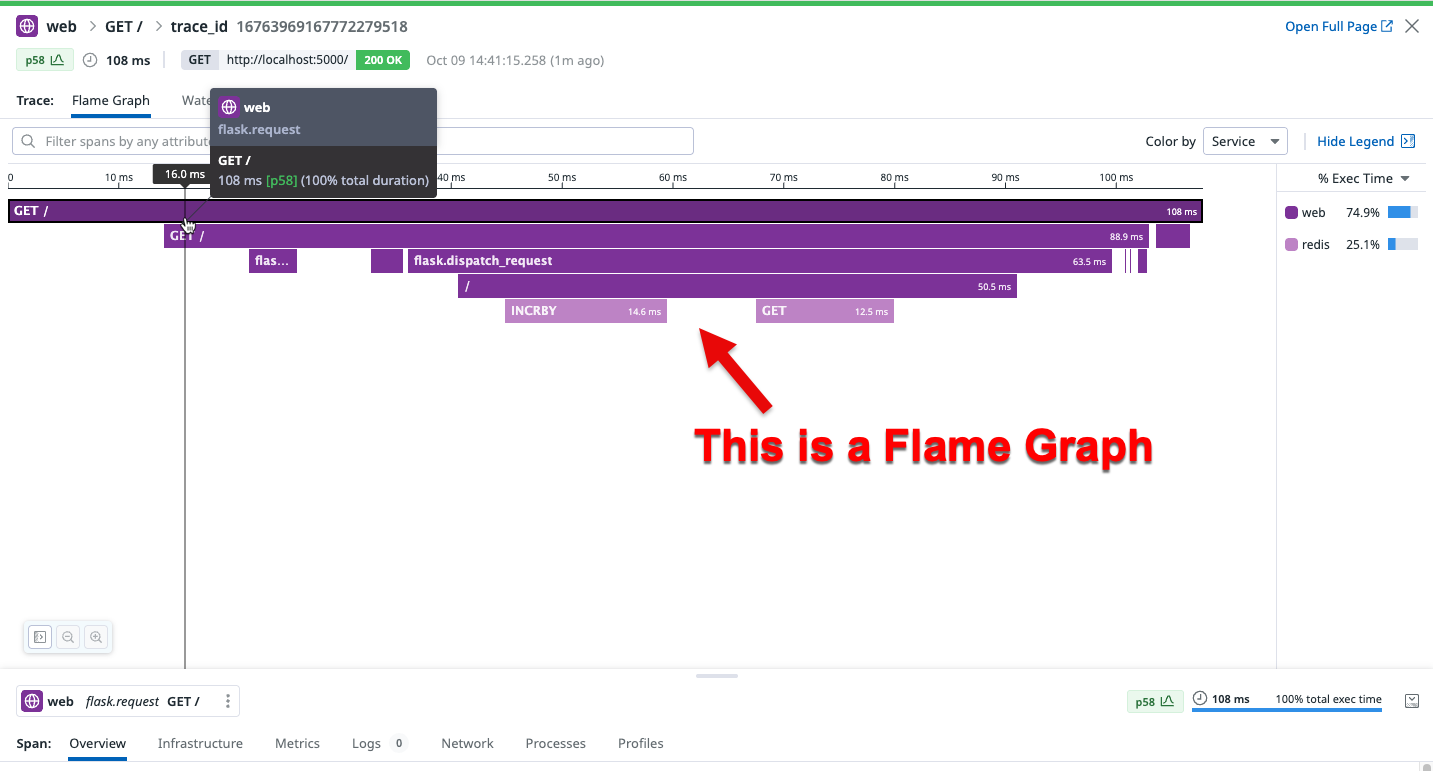 web > GET / > trace_id 16763969167772279518 Open Full Page
p58 108 ms GET http://localhost:5000/ 200 OK Oct 09 14:41:15.258 (1m ago)
Trace: Flame Graph Wate
web
flask.request
GET /
108 ms [p58] (100% total duration)
Filter spans by any attribut
Color by Service Hide Legend
0 10 ms 16.0 ms 40 ms 50 ms 60 ms 70 ms 80 ms 90 ms 100 ms
% Exec Time
web 74.9%
redis 25.1%
GET / 108 ms
GET / 88.9 ms
flas... flask.dispatch_request 63.5 ms
/ 50.5 ms
INCRBY 14.6 ms GET 12.5 ms
This is a Flame Graph
web flask.request GET / p58 108 ms 100% total exec time
Span: Overview Infrastructure Metrics Logs 0 Network Processes Profiles